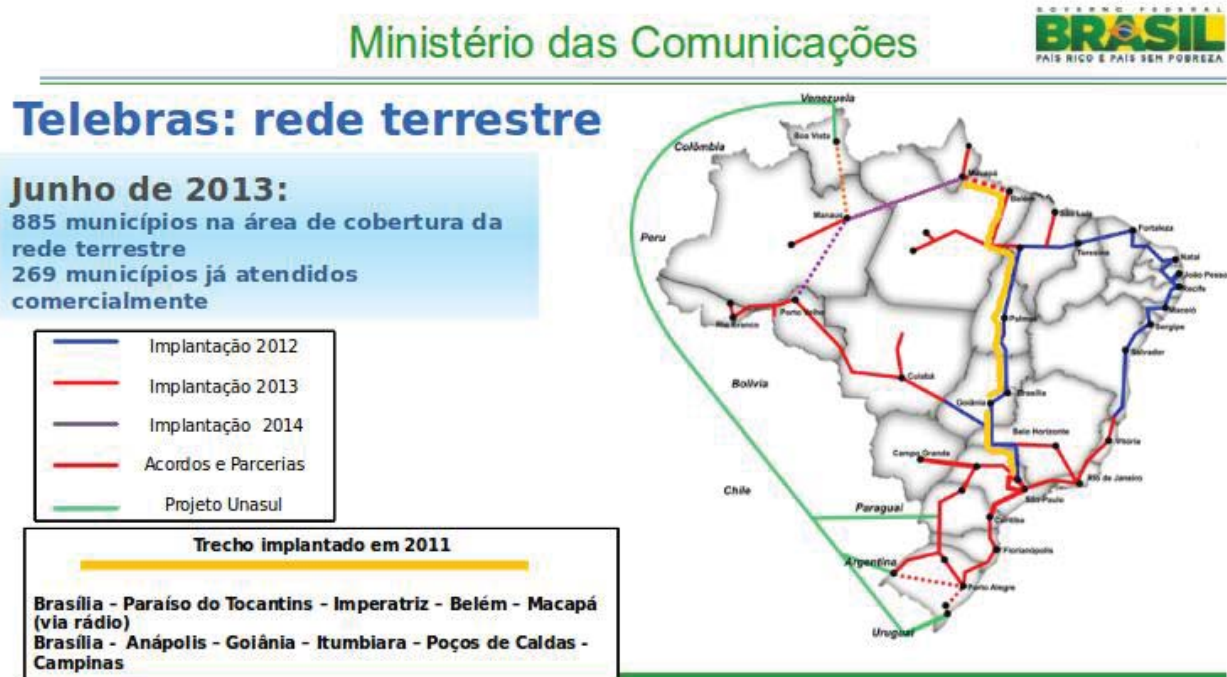 Ministério das Comunicações
GOVERNO FEDERAL
BRASIL
PAÍS RICO É PAÍS SEM POBREZA
Telebras: rede terrestre
Junho de 2013:
885 municípios na área de cobertura da
rede terrestre
269 municípios já atendidos
comercialmente
Implantação 2012
Implantação 2013
Implantação 2014
Acordos e Parcerias
Projeto Unasul
Trecho implantado em 2011
Brasília – Paraíso do Tocantins – Imperatriz – Belém – Macapá
(via rádio)
Brasília - Anápolis – Goiânia – Itumbiara – Poços de Caldas -
Campinas
Venezuela
Boa Vista
Colômbia
Macapá
Belém
São Luís
Manaus
Fortaleza
Peru
Teresina
Natal
João Pesso
Recife
Porto Velho
Maceió
Rio Branco
Palmas
Sergipe
Salvador
Cuiabá
Bolívia
Brasília
Goiânia
Belo Horizonte
Vitória
Campo Grande
Rio de Janeiro
Chile
São Paulo
Paraguai
Curitiba
Florianópolis
Argentina
Porto Alegre
Uruguai